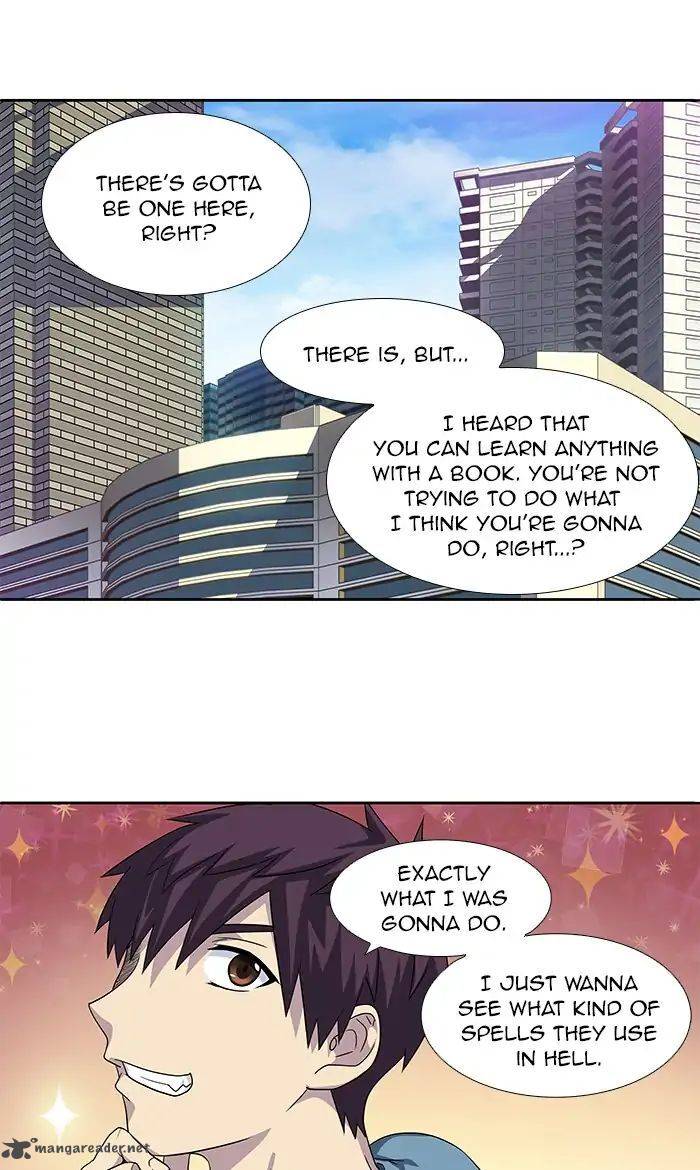 THERE'S GOTTA
BE ONE HERE,
RIGHT?
THERE IS, BUT...
I HEARD THAT
YOU CAN LEARN ANYTHING
WITH A BOOK. YOU'RE NOT
TRYING TO DO WHAT
I THINK YOU'RE GONNA
DO, RIGHT...?
EXACTLY
WHAT I WAS
GONNA DO.
I JUST WANNA
SEE WHAT KIND OF
SPELLS THEY USE
IN HELL.
mangareader.net